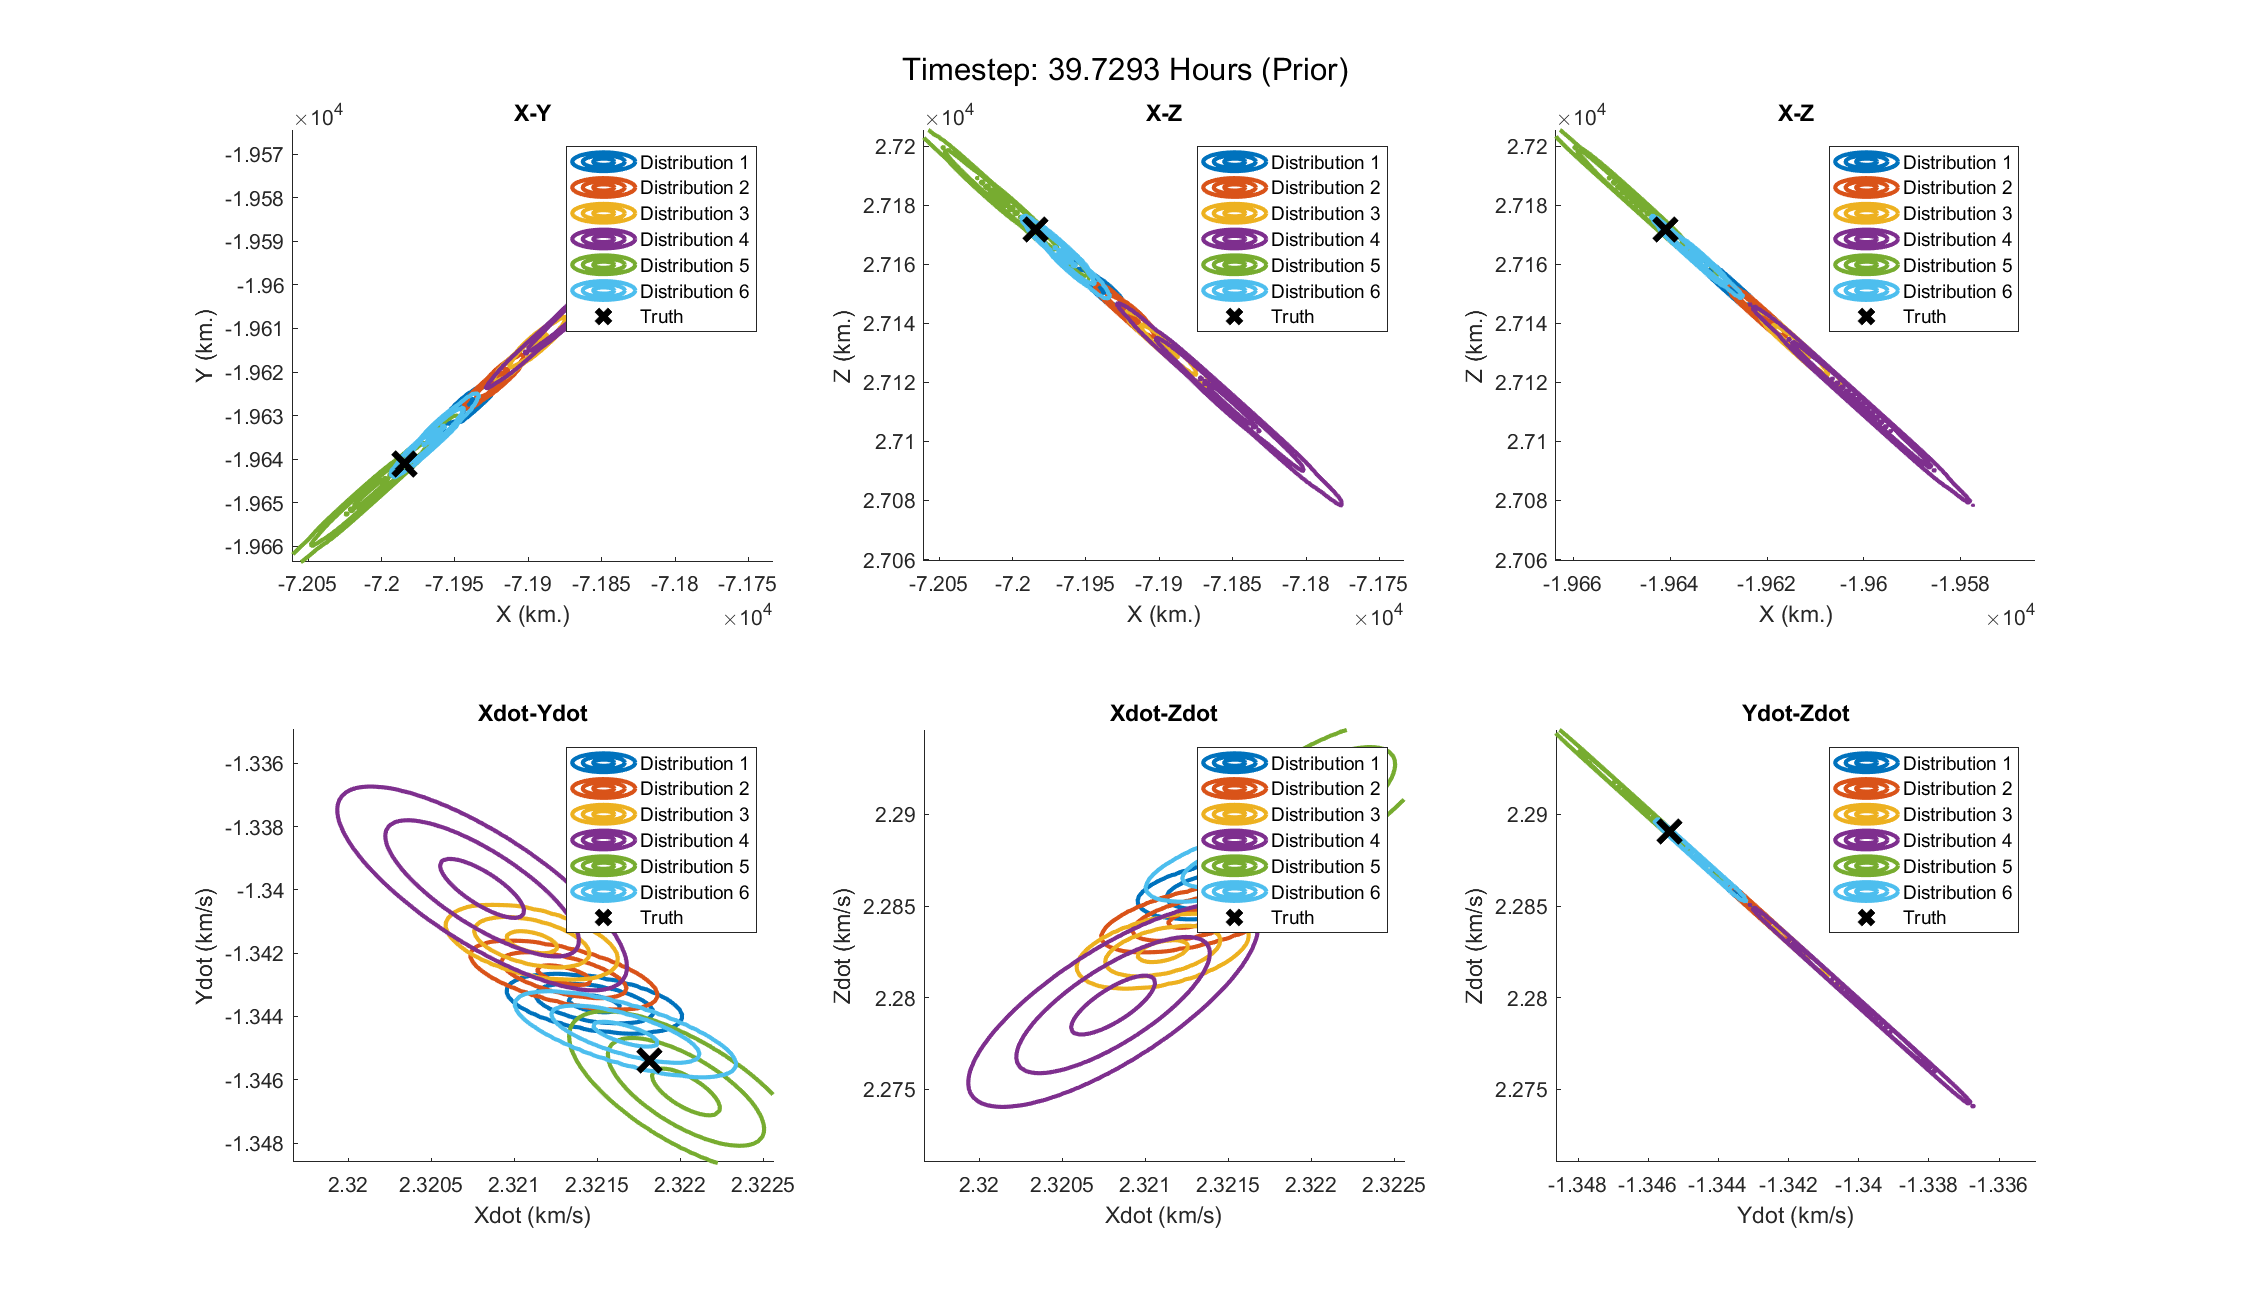 Timestep: 39.7293 Hours (Prior)
X-Y
×10^4
-1.957
-1.958
-1.959
-1.96
-1.961
-1.962
-1.963
-1.964
-1.965
-1.966
Y (km.)
-7.205 -7.2 -7.195 -7.19 -7.185 -7.18 -7.175
X (km.)
×10^4
Distribution 1
Distribution 2
Distribution 3
Distribution 4
Distribution 5
Distribution 6
Truth
X-Z
×10^4
2.72
2.718
2.716
2.714
2.712
2.71
2.708
2.706
Z (km.)
-7.205 -7.2 -7.195 -7.19 -7.185 -7.18 -7.175
X (km.)
×10^4
Distribution 1
Distribution 2
Distribution 3
Distribution 4
Distribution 5
Distribution 6
Truth
X-Z
×10^4
2.72
2.718
2.716
2.714
2.712
2.71
2.708
2.706
Z (km.)
-1.966 -1.964 -1.962 -1.96 -1.958
X (km.)
×10^4
Distribution 1
Distribution 2
Distribution 3
Distribution 4
Distribution 5
Distribution 6
Truth
Xdot-Ydot
-1.336
-1.338
-1.34
-1.342
-1.344
-1.346
-1.348
Ydot (km/s)
2.32 2.3205 2.321 2.3215 2.322 2.3225
Xdot (km/s)
Distribution 1
Distribution 2
Distribution 3
Distribution 4
Distribution 5
Distribution 6
Truth
Xdot-Zdot
2.29
2.285
2.28
2.275
Zdot (km/s)
2.32 2.3205 2.321 2.3215 2.322 2.3225
Xdot (km/s)
Distribution 1
Distribution 2
Distribution 3
Distribution 4
Distribution 5
Distribution 6
Truth
Ydot-Zdot
2.29
2.285
2.28
2.275
Zdot (km/s)
-1.348 -1.346 -1.344 -1.342 -1.34 -1.338 -1.336
Ydot (km/s)
Distribution 1
Distribution 2
Distribution 3
Distribution 4
Distribution 5
Distribution 6
Truth